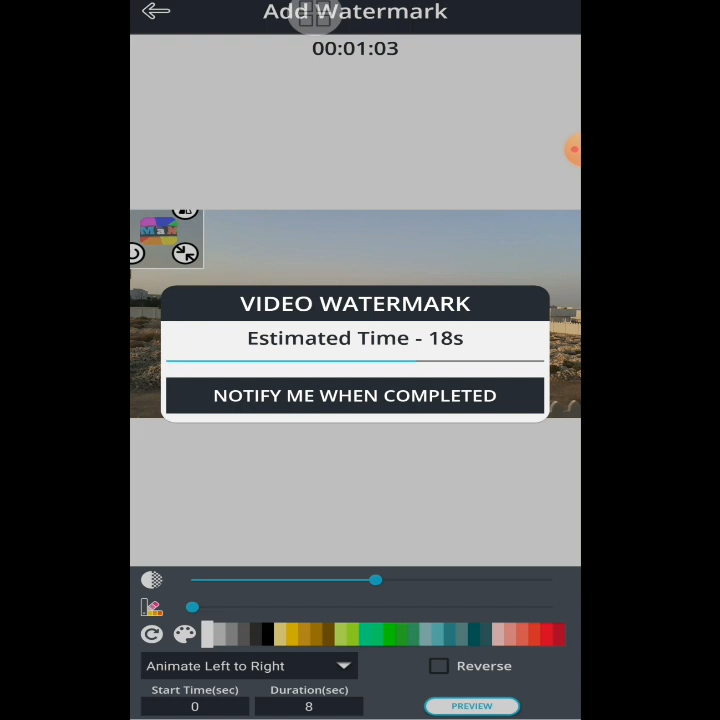 Add Watermark
00:01:03
MaK
VIDEO WATERMARK
Estimated Time - 18s
NOTIFY ME WHEN COMPLETED
Animate Left to Right
Reverse
Start Time(sec)
Duration(sec)
0
8
PREVIEW